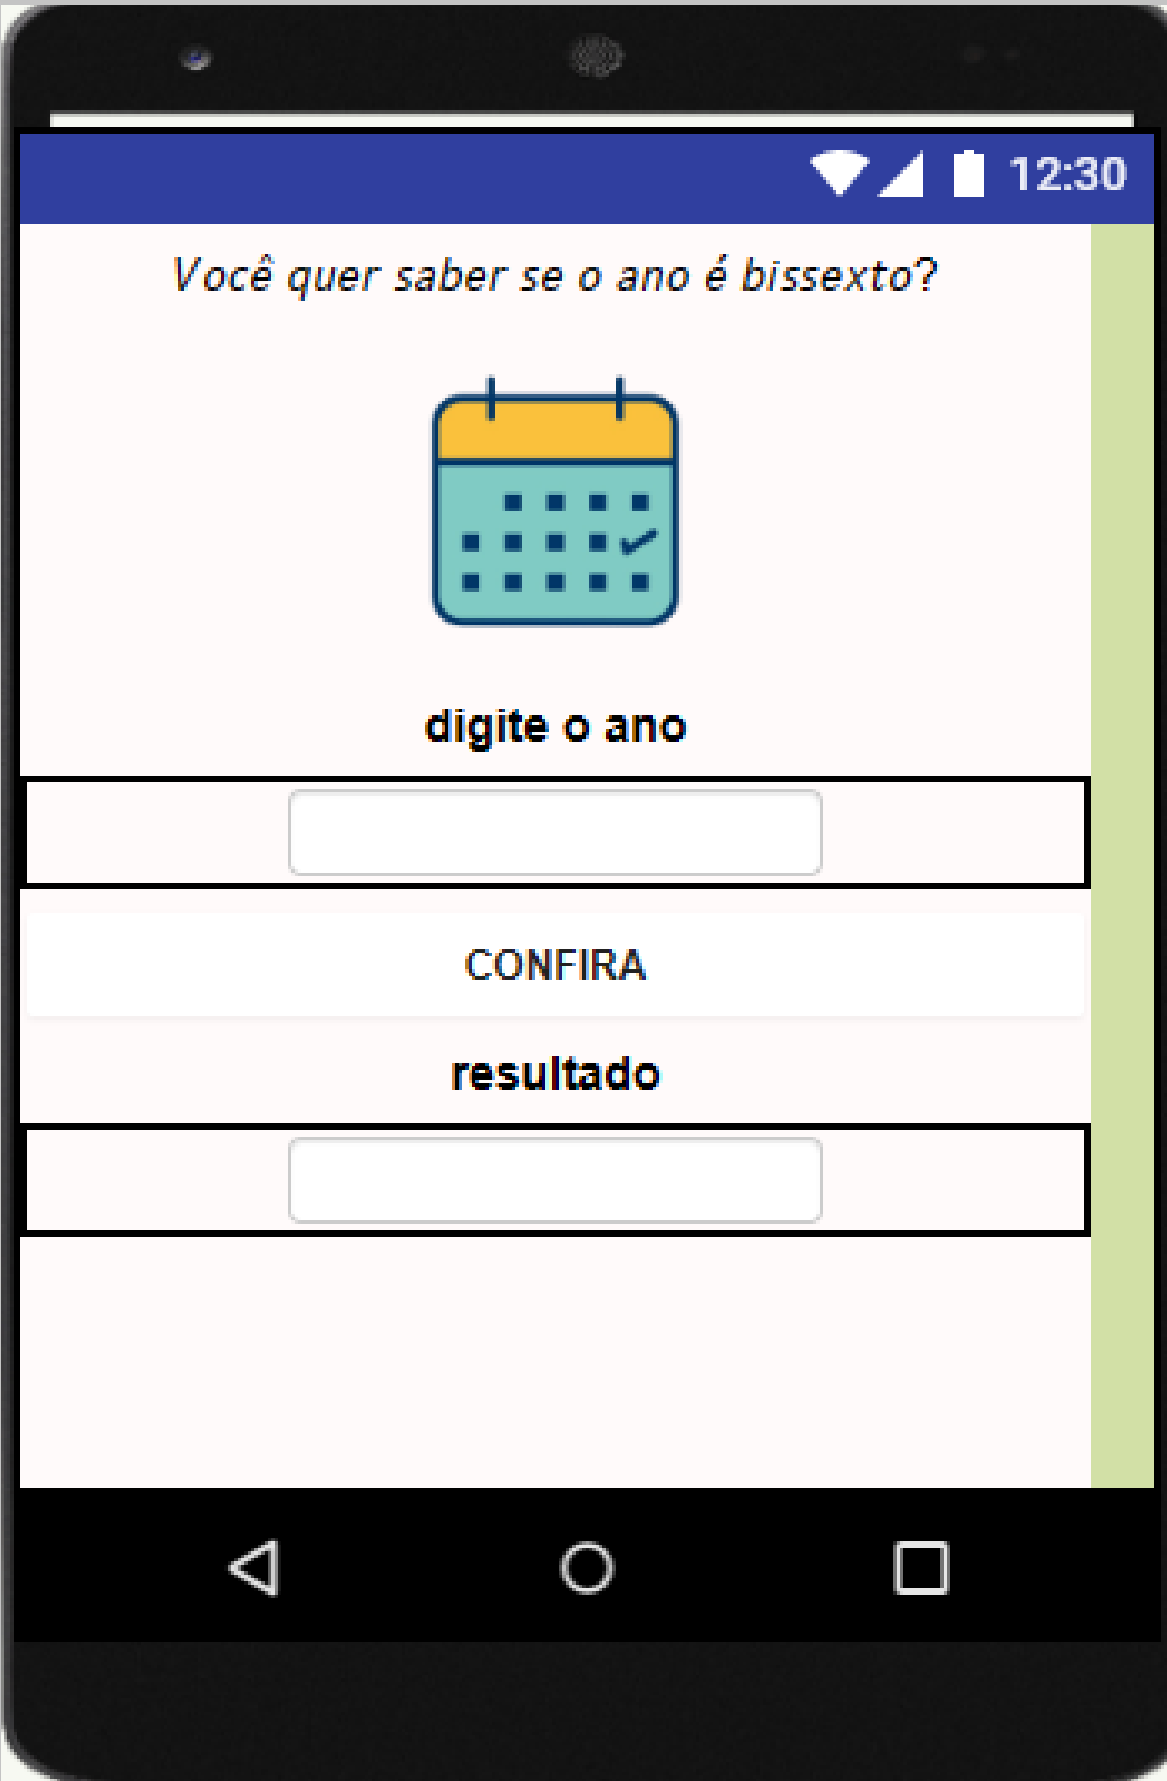 12:30
Você quer saber se o ano é bissexto?
digite o ano
CONFIRA
resultado